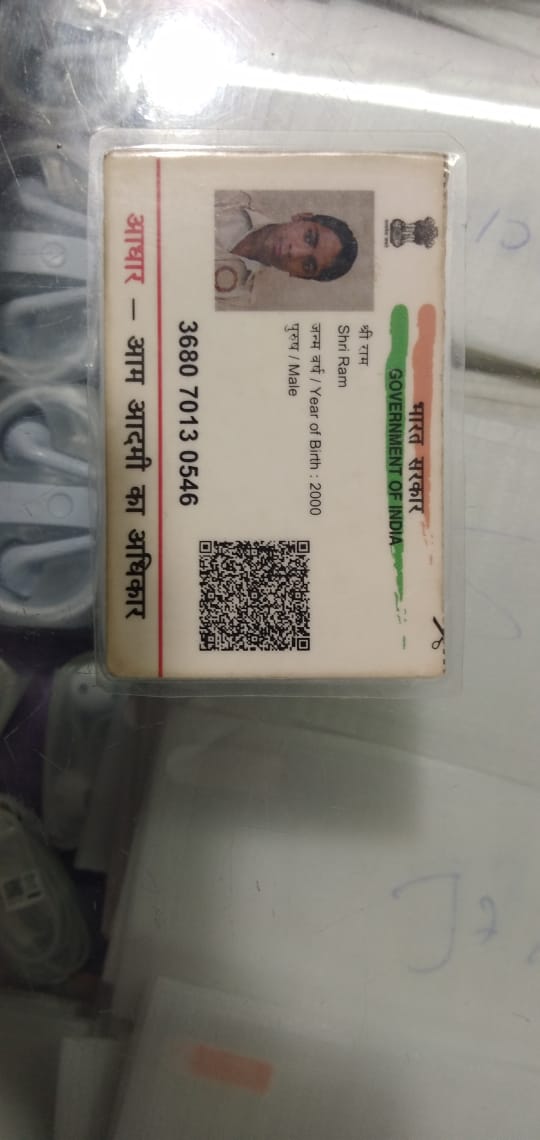 भारत सरकार
GOVERNMENT OF INDIA
श्री राम
Shri Ram
जन्म वर्ष / Year of Birth : 2000
पुरुष / Male
3680 7013 0546
आधार — आम आदमी का अधिकार